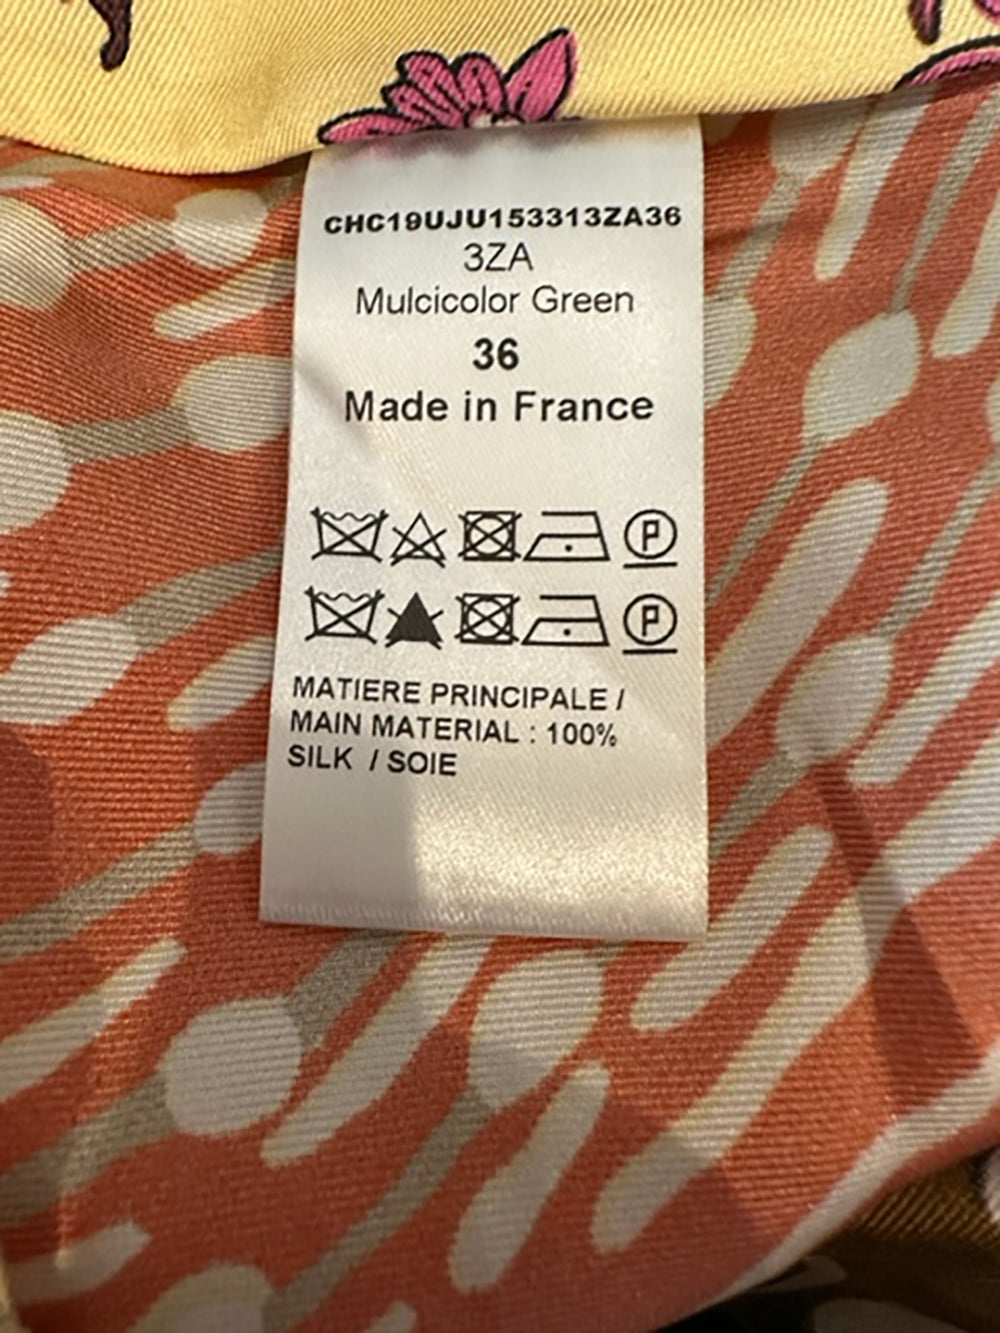 CHC19UJU153313ZA36
3ZA
Mulcicolor Green
36
Made in France
P
P
MATIERE PRINCIPALE /
MAIN MATERIAL : 100%
SILK / SOIE